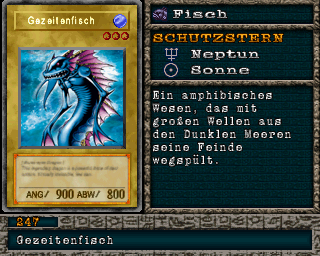 Gezeitenfisch
ANG/ 900 ABW/ 800
Fisch
SCHUTZSTERN
Neptun
Sonne
Ein amphibisches
Wesen, das mit
großen Wellen aus
den Dunklen Meeren
seine Feinde
wegspült.
247
Gezeitenfisch